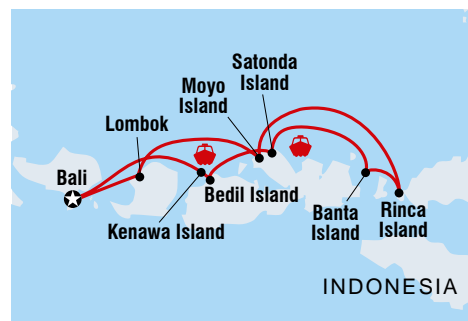 Satonda
Island
Moyo
Island
Lombok
Bali
Bedil Island
Kenawa Island
Banta
Island
Rinca
Island
INDONESIA